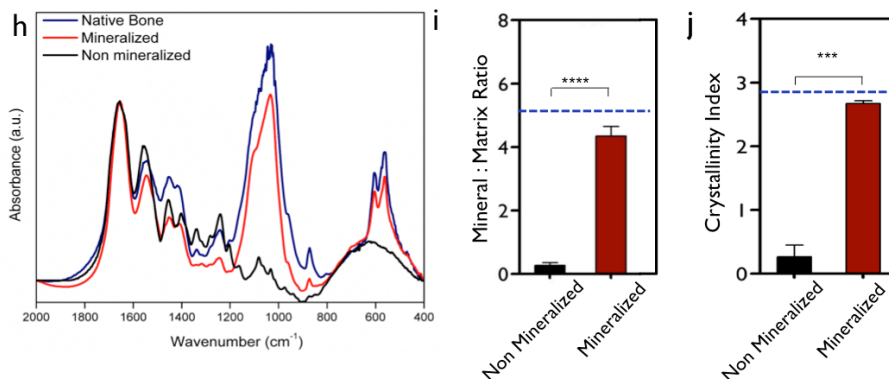 h
Native Bone
Mineralized
Non mineralized
Absorbance (a.u.)
2000 1800 1600 1400 1200 1000 800 600 400
Wavenumber (cm⁻¹)
i
8
6
4
2
0
Mineral : Matrix Ratio
****
Non Mineralized
Mineralized
j
4
3
2
1
0
Crystallinity Index
***
Non Mineralized
Mineralized